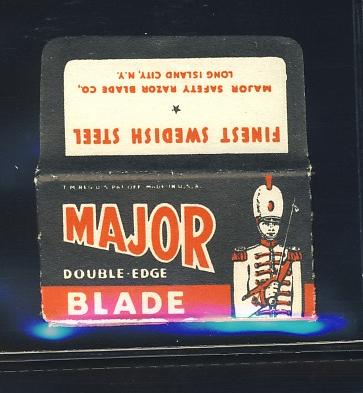 MAJOR SAFETY RAZOR BLADE CO.,
LONG ISLAND CITY, N.Y.
FINEST SWEDISH STEEL
T.M. REG. U.S. PAT. OFF. MADE IN U.S.A.
MAJOR
DOUBLE-EDGE
BLADE